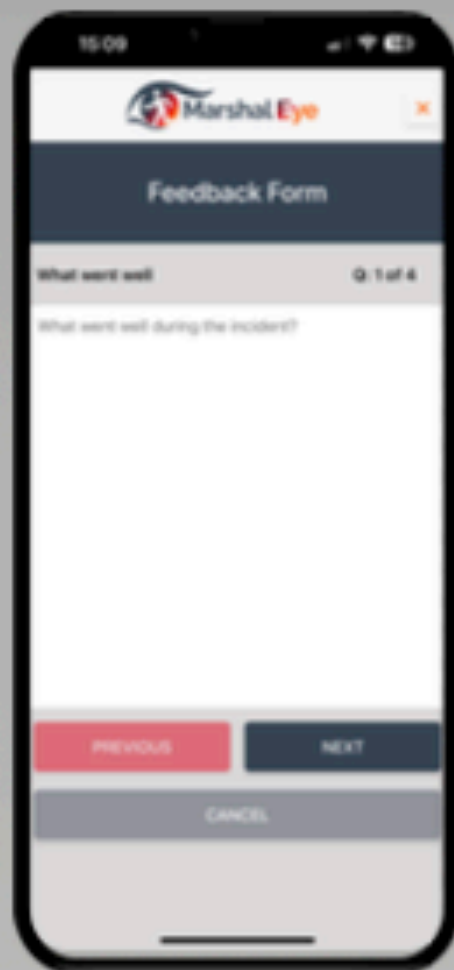 15:09
Marshal Eye
×
Feedback Form
What went well Q: 1 of 4
What went well during the incident?
PREVIOUS NEXT
CANCEL